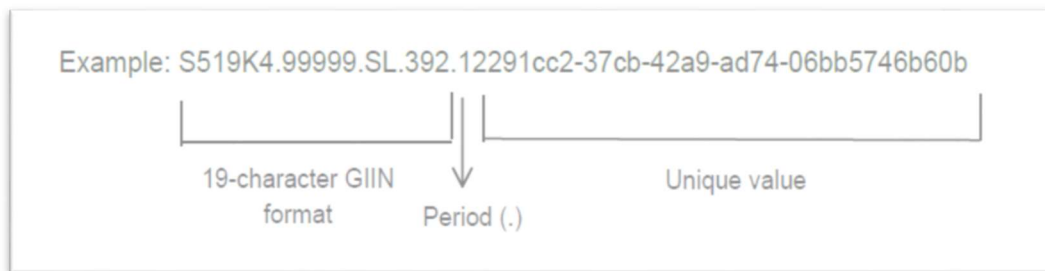 Example: S519K4.99999.SL.392.12291cc2-37cb-42a9-ad74-06bb5746b60b
19-character GIIN
format
Period (.)
Unique value